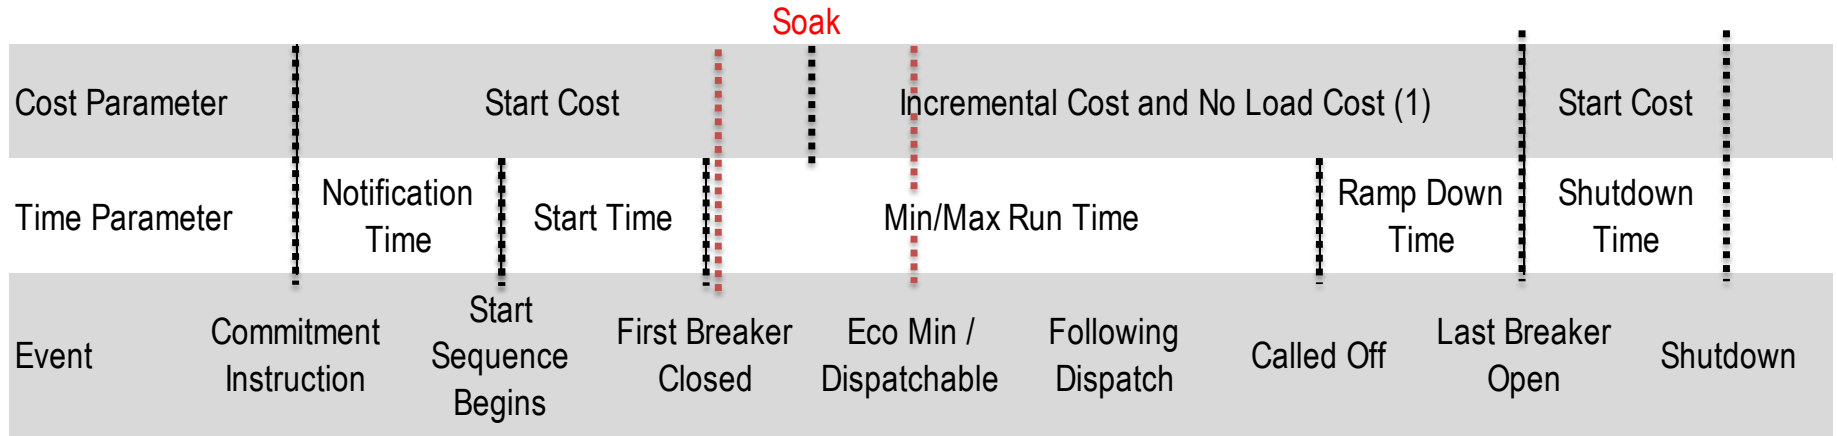 Soak
Cost Parameter
Start Cost
Incremental Cost and No Load Cost (1)
Start Cost
Time Parameter
Notification
Time
Start Time
Min/Max Run Time
Ramp Down
Time
Shutdown
Time
Event
Commitment
Instruction
Start
Sequence
Begins
First Breaker
Closed
Eco Min /
Dispatchable
Following
Dispatch
Called Off
Last Breaker
Open
Shutdown